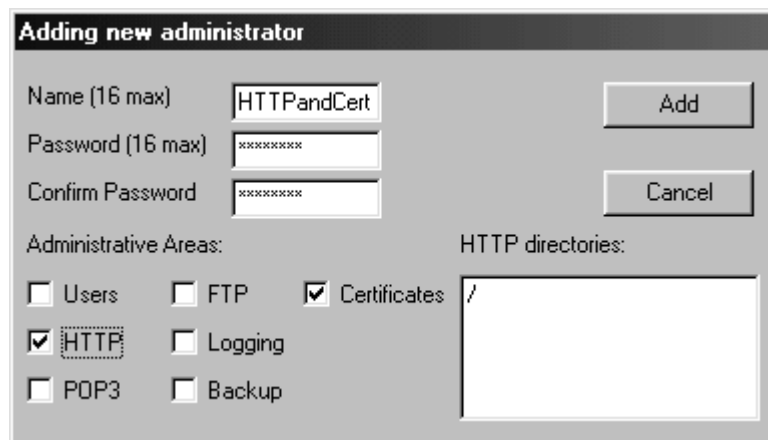 Adding new administrator
Name (16 max)
HTTPandCert
Add
Password (16 max)
********
Confirm Password
********
Cancel
Administrative Areas:
HTTP directories:
Users
FTP
Certificates
/
HTTP
Logging
POP3
Backup